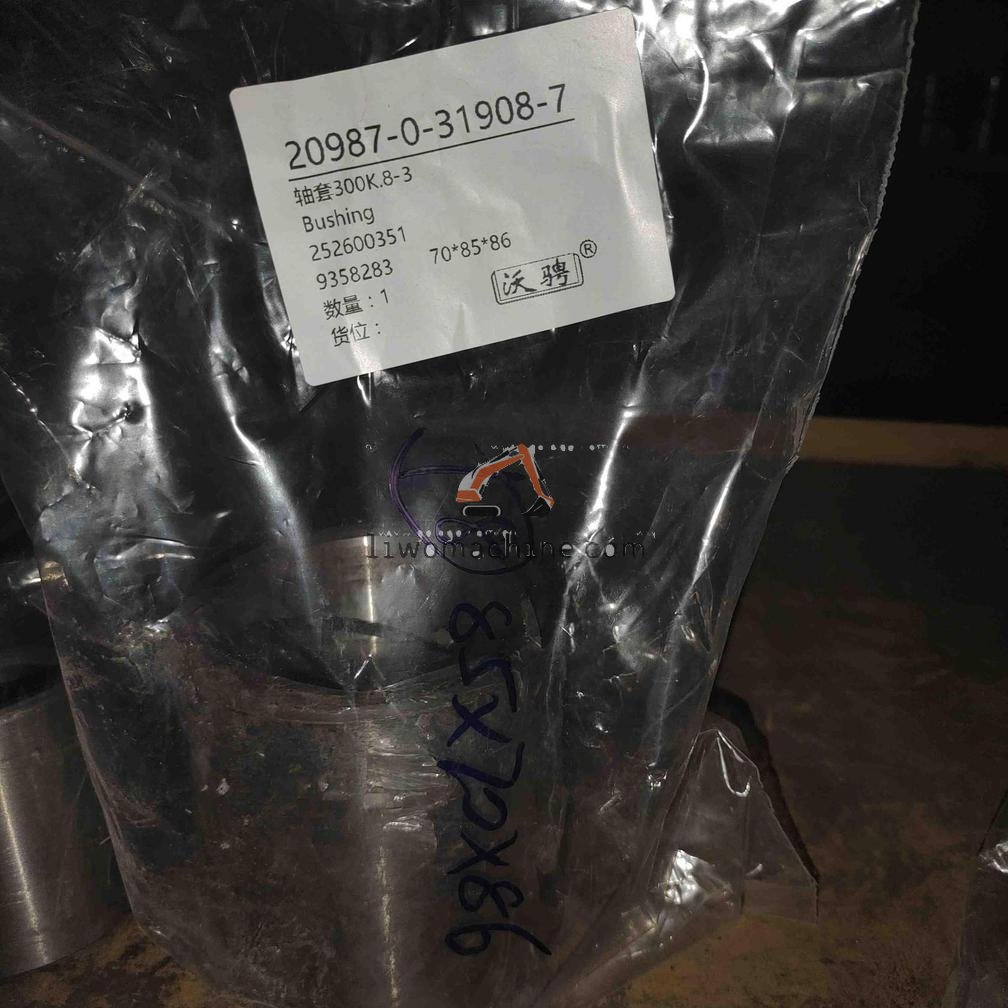 20987-0-31908-7
轴套300K.8-3
Bushing
252600351
9358283 70*85*86
数量：1
沃骋®
货位：
liwomachine.com
85X70X86